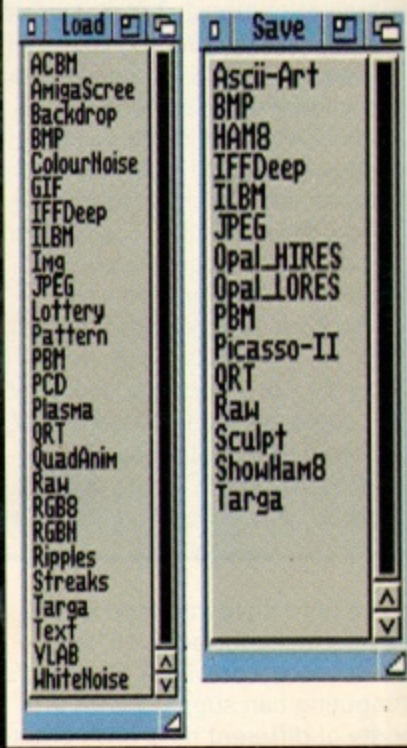 Load
ACBM
AmigaScree
Backdrop
BMP
ColourNoise
GIF
IFFDeep
ILBM
Img
JPEG
Lottery
Pattern
PBM
PCD
Plasma
QRT
QuadAnim
Raw
RGB8
RGBN
Ripples
Streaks
Targa
Text
VLAB
WhiteNoise
Save
Ascii-Art
BMP
HAM8
IFFDeep
ILBM
JPEG
Opal_HIRES
Opal_LORES
PBM
Picasso-II
QRT
Raw
Sculpt
ShowHam8
Targa